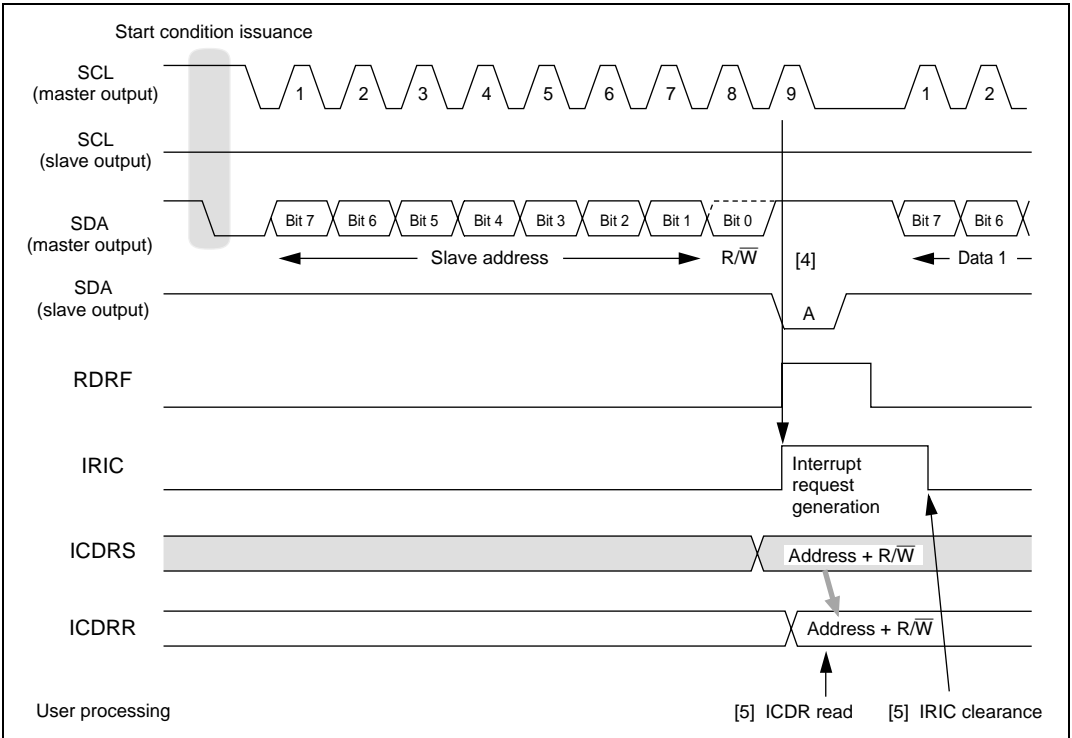 Start condition issuance
SCL
(master output)
1 2 3 4 5 6 7 8 9 1 2
SCL
(slave output)
SDA
(master output)
Bit 7 Bit 6 Bit 5 Bit 4 Bit 3 Bit 2 Bit 1 Bit 0 Bit 7 Bit 6
Slave address R/W̅ [4] Data 1
SDA
(slave output)
A
RDRF
IRIC
Interrupt
request
generation
ICDRS
Address + R/W̅
ICDRR
Address + R/W̅
User processing
[5] ICDR read
[5] IRIC clearance